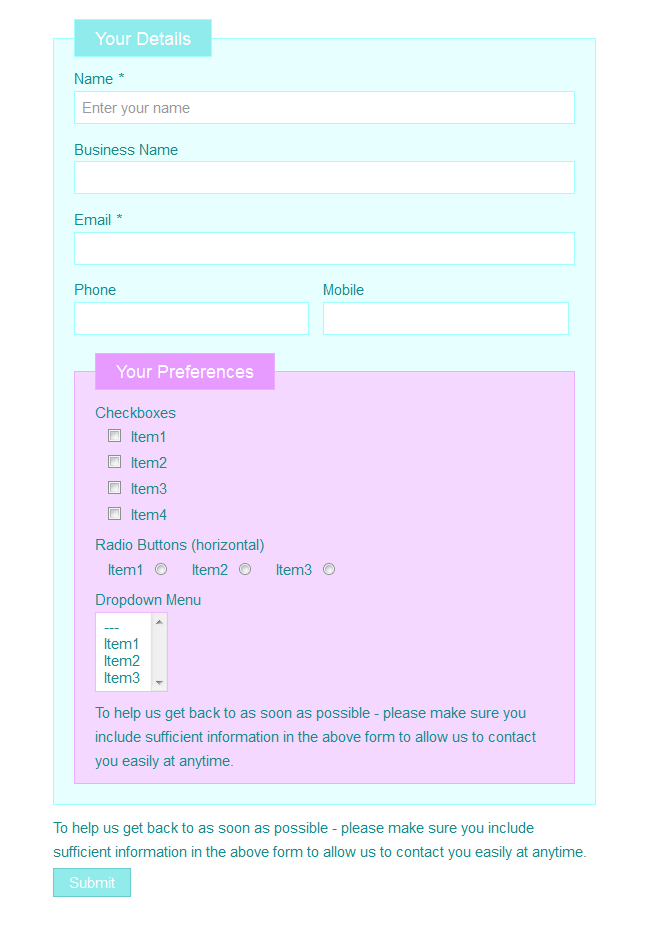 Your Details
Name *
Enter your name
Business Name
Email *
Phone Mobile
Your Preferences
Checkboxes
Item1
Item2
Item3
Item4
Radio Buttons (horizontal)
Item1 Item2 Item3
Dropdown Menu
---
Item1
Item2
Item3
To help us get back to as soon as possible - please make sure you
include sufficient information in the above form to allow us to contact
you easily at anytime.
To help us get back to as soon as possible - please make sure you include
sufficient information in the above form to allow us to contact you easily at anytime.
Submit